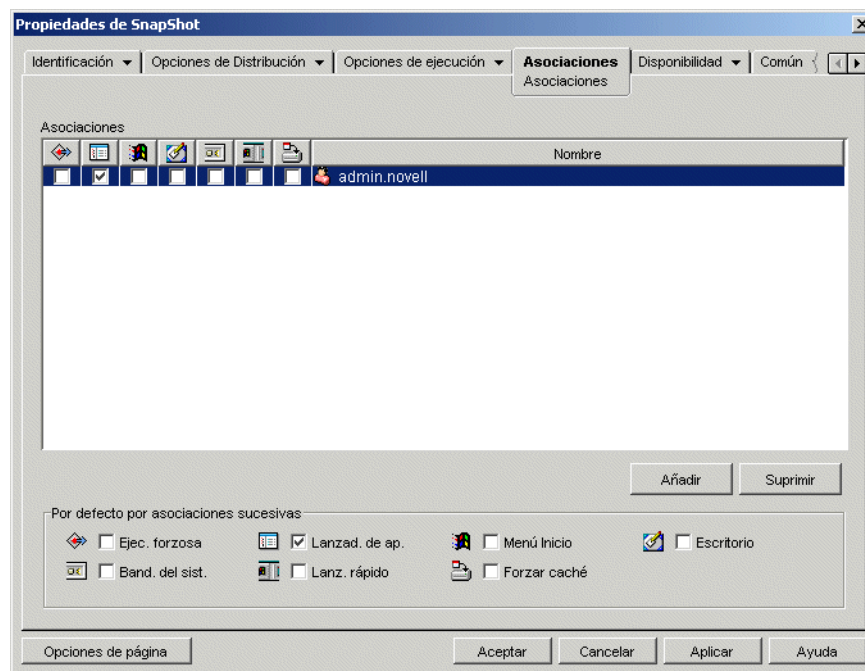 Propiedades de SnapShot
Identificación Opciones de Distribución Opciones de ejecución Asociaciones Disponibilidad Común
Asociaciones
Asociaciones
Nombre
admin.novell
Añadir Suprimir
Por defecto por asociaciones sucesivas
Ejec. forzosa Lanzad. de ap. Menú Inicio Escritorio
Band. del sist. Lanz. rápido Forzar caché
Opciones de página Aceptar Cancelar Aplicar Ayuda